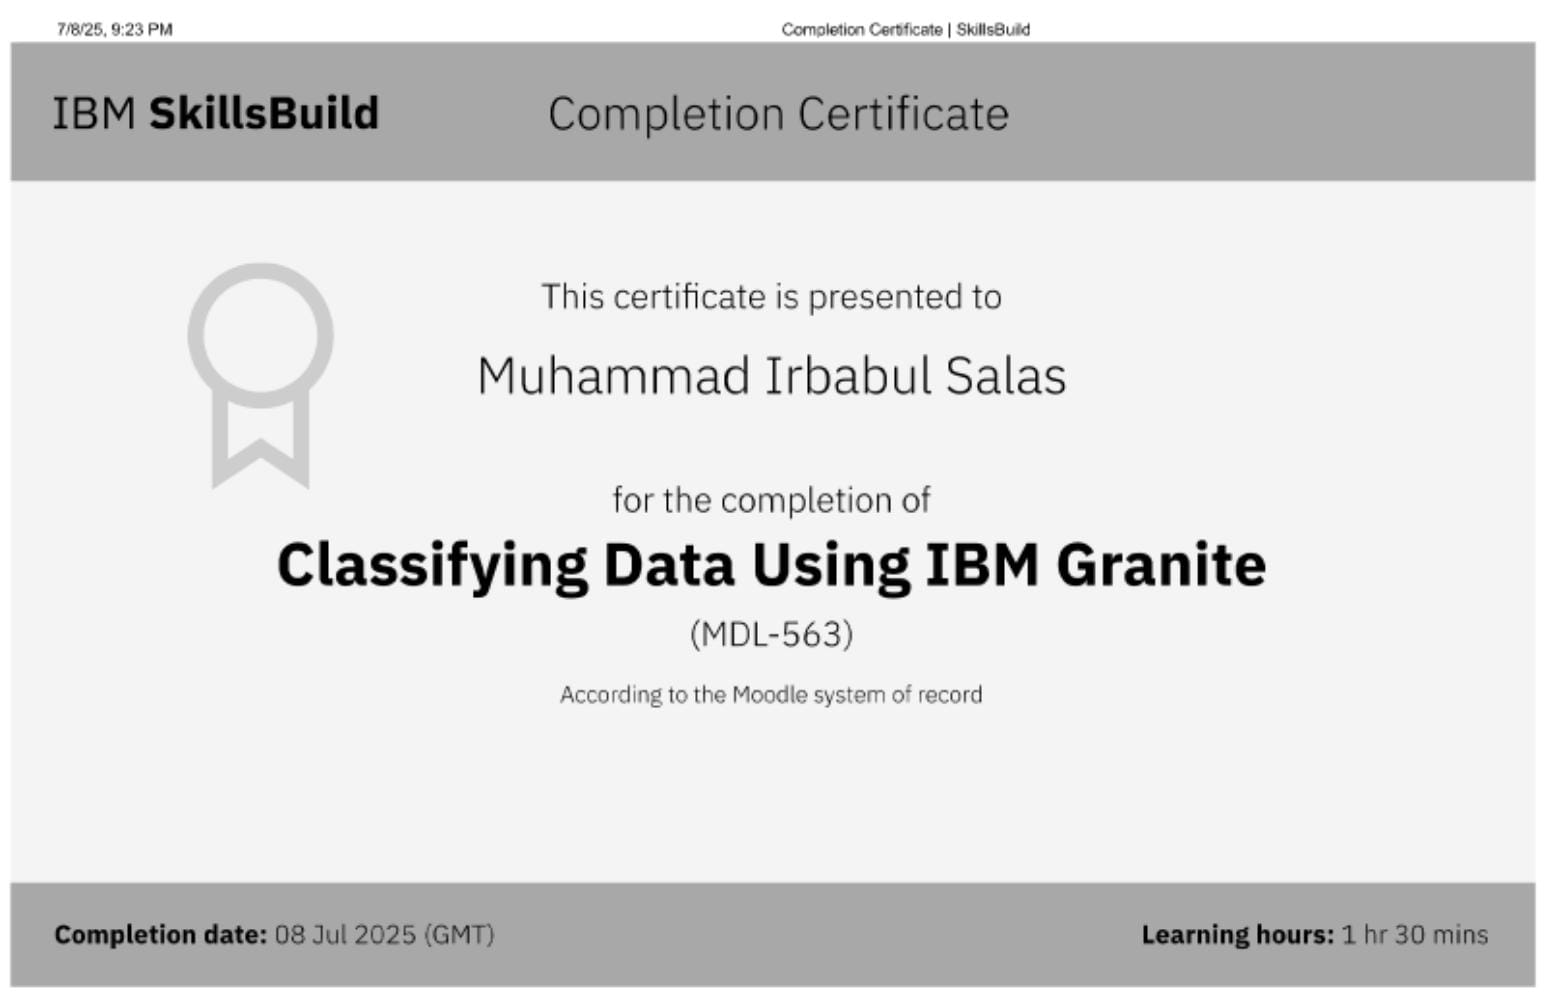 7/8/25, 9:23 PM
Completion Certificate | SkillsBuild
IBM SkillsBuild
Completion Certificate
This certificate is presented to
Muhammad Irbabul Salas
for the completion of
Classifying Data Using IBM Granite
(MDL-563)
According to the Moodle system of record
Completion date: 08 Jul 2025 (GMT)
Learning hours: 1 hr 30 mins